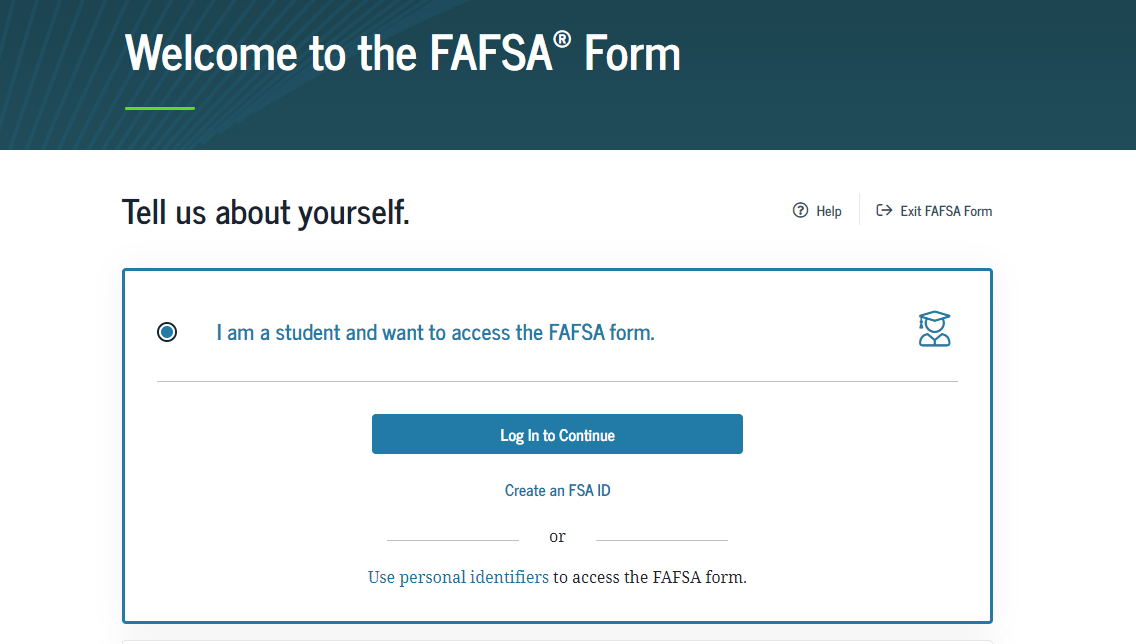 Welcome to the FAFSA® Form
Tell us about yourself.
Help
Exit FAFSA Form
I am a student and want to access the FAFSA form.
Log In to Continue
Create an FSA ID
or
Use personal identifiers to access the FAFSA form.